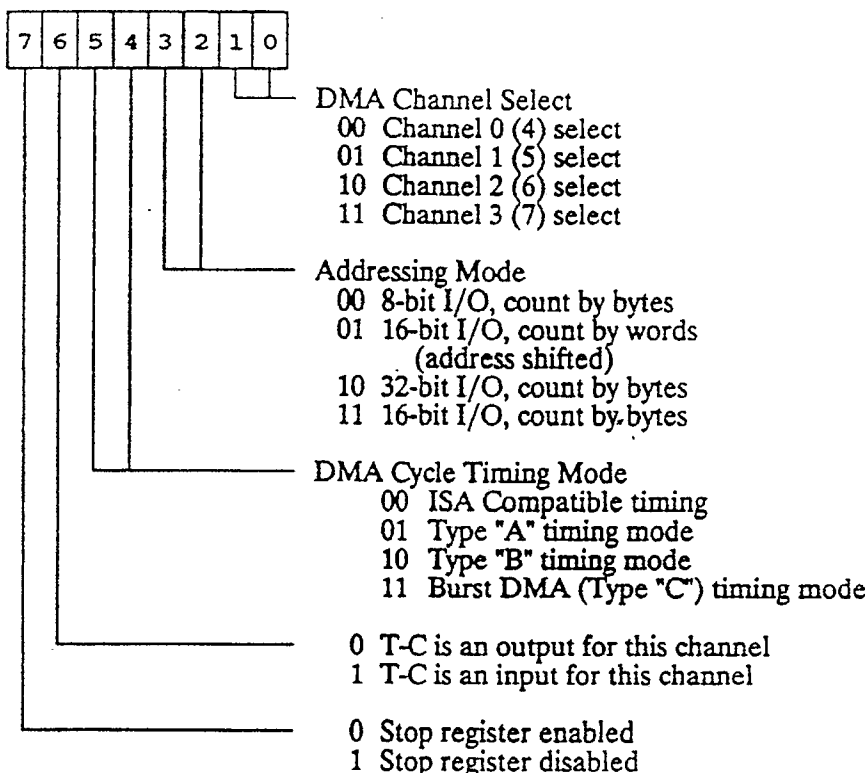 7 6 5 4 3 2 1 0
DMA Channel Select
00 Channel 0 (4) select
01 Channel 1 (5) select
10 Channel 2 (6) select
11 Channel 3 (7) select
Addressing Mode
00 8-bit I/O, count by bytes
01 16-bit I/O, count by words
(address shifted)
10 32-bit I/O, count by bytes
11 16-bit I/O, count by bytes
DMA Cycle Timing Mode
00 ISA Compatible timing
01 Type "A" timing mode
10 Type "B" timing mode
11 Burst DMA (Type "C") timing mode
0 T-C is an output for this channel
1 T-C is an input for this channel
0 Stop register enabled
1 Stop register disabled